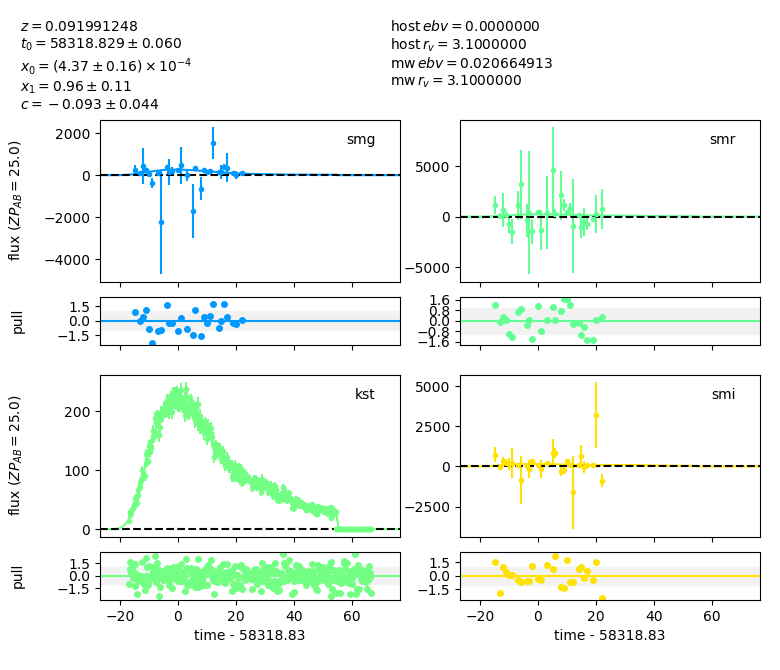 z = 0.091991248
t₀ = 58318.829 ± 0.060
x₀ = (4.37 ± 0.16) × 10⁻⁴
x₁ = 0.96 ± 0.11
c = − 0.093 ± 0.044
host ebv = 0.0000000
host r_v = 3.1000000
mw ebv = 0.020664913
mw r_v = 3.1000000
flux (ZP_AB = 25.0)
2000
0
−2000
−4000
smg
5000
0
−5000
smr
pull
1.5
0.0
−1.5
1.6
0.8
0.0
−0.8
−1.6
flux (ZP_AB = 25.0)
200
100
0
kst
5000
2500
0
−2500
smi
pull
1.5
0.0
−1.5
1.5
0.0
−1.5
−20 0 20 40 60
−20 0 20 40 60
time - 58318.83
time - 58318.83